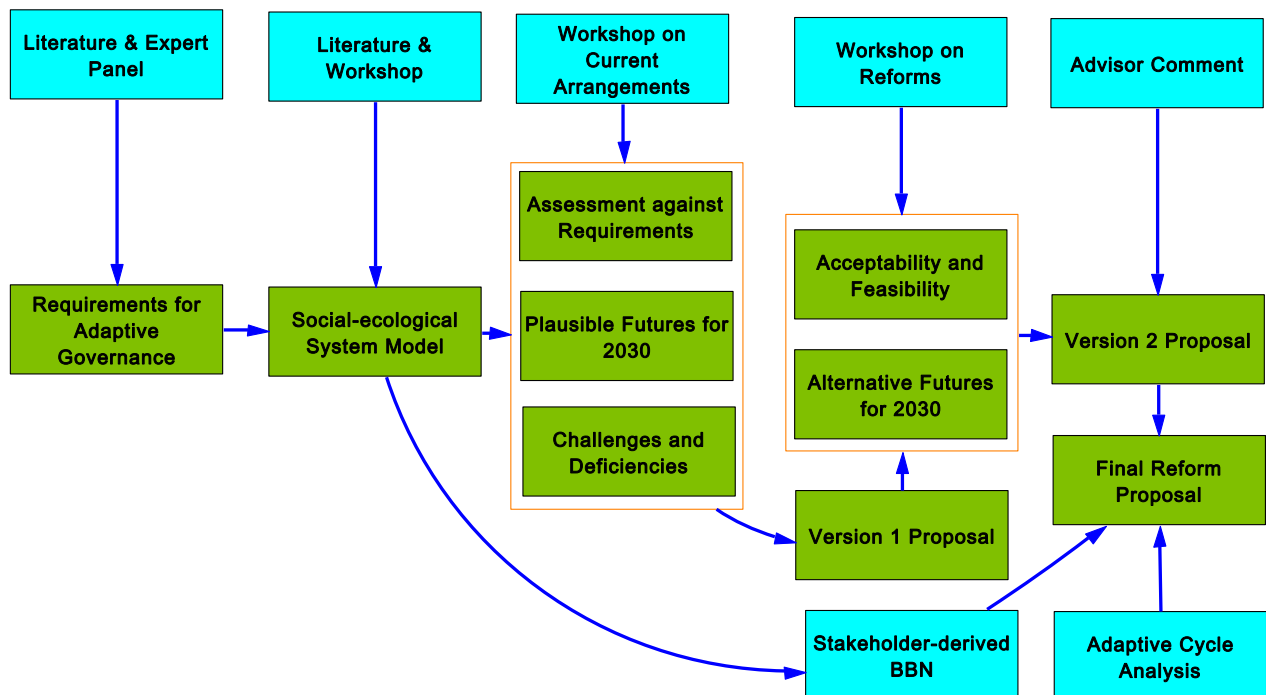 Literature & Expert
Panel
Literature &
Workshop
Workshop on
Current
Arrangements
Workshop on
Reforms
Advisor Comment
Assessment against
Requirements
Acceptability and
Feasibility
Requirements for
Adaptive
Governance
Social-ecological
System Model
Plausible Futures for
2030
Version 2 Proposal
Alternative Futures
for 2030
Challenges and
Deficiencies
Final Reform
Proposal
Version 1 Proposal
Stakeholder-derived
BBN
Adaptive Cycle
Analysis